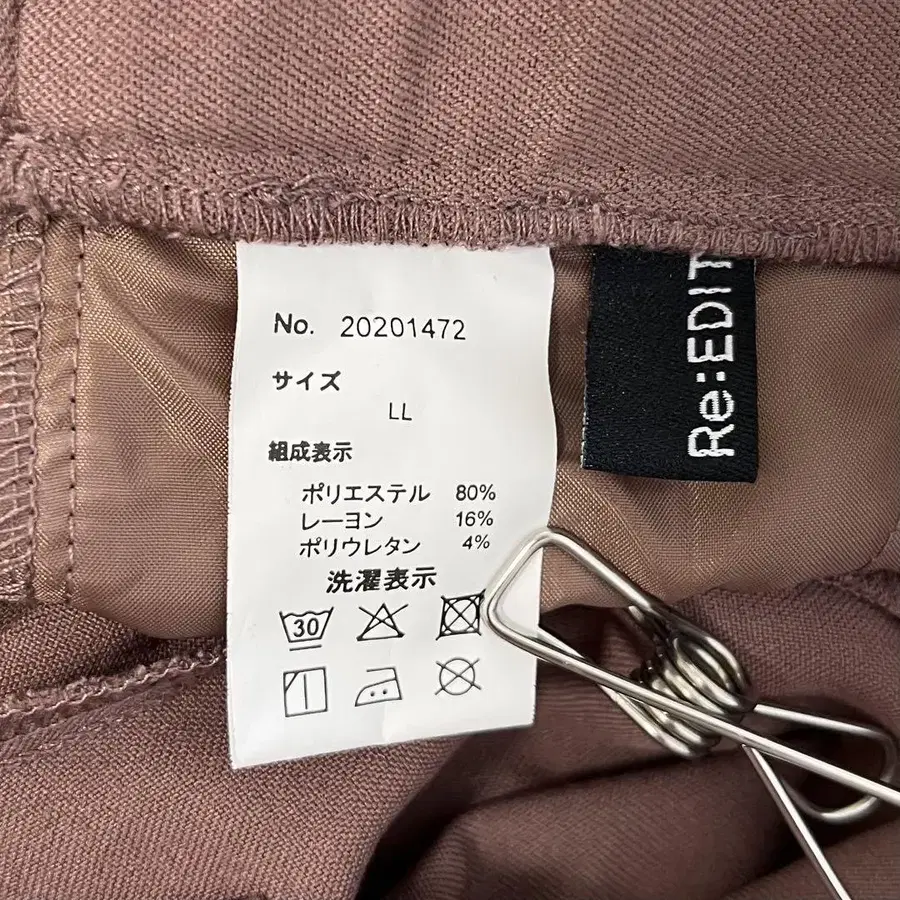 No. 20201472
サイズ
LL
組成表示
ポリエステル 80%
レーヨン 16%
ポリウレタン 4%
洗濯表示
30
Re:EDIT